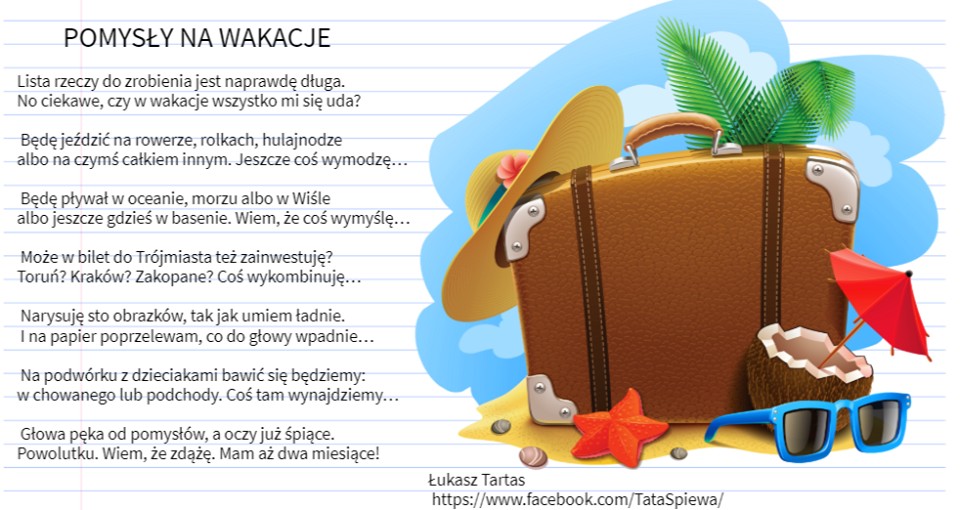 POMYSŁY NA WAKACJE
Lista rzeczy do zrobienia jest naprawdę długa.
No ciekawe, czy w wakacje wszystko mi się uda?
Będę jeździć na rowerze, rolkach, hulajnodze
albo na czymś całkiem innym. Jeszcze coś wymodzę…
Będę pływał w oceanie, morzu albo w Wiśle
albo jeszcze gdzieś w basenie. Wiem, że coś wymyślę…
Może w bilet do Trójmiasta też zainwestuję?
Toruń? Kraków? Zakopane? Coś wykombinuję…
Narysuję sto obrazków, tak jak umiem ładnie.
I na papier poprzelewam, co do głowy wpadnie…
Na podwórku z dzieciakami bawić się będziemy:
w chowanego lub podchody. Coś tam wynajdziemy…
Głowa pęka od pomysłów, a oczy już śpiące.
Powolutku. Wiem, że zdążę. Mam aż dwa miesiące!
Łukasz Tartas
https://www.facebook.com/TataSpiewa/